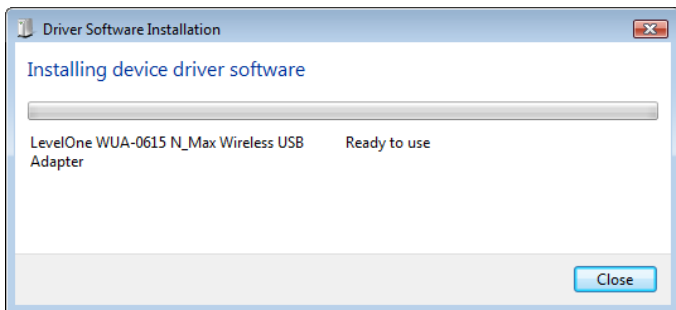 Driver Software Installation
Installing device driver software
LevelOne WUA-0615 N_Max Wireless USB Ready to use
Adapter
Close